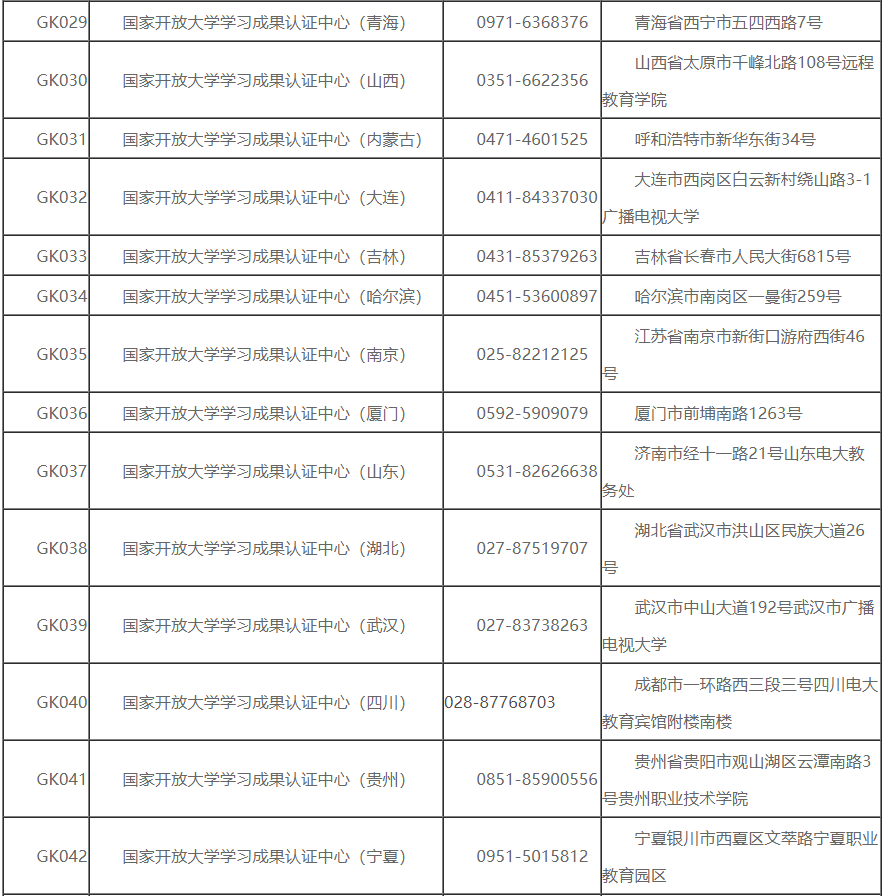 GK029 国家开放大学学习成果认证中心（青海） 0971-6368376 青海省西宁市五四西路7号
GK030 国家开放大学学习成果认证中心（山西） 0351-6622356 山西省太原市千峰北路108号远程
教育学院
GK031 国家开放大学学习成果认证中心（内蒙古） 0471-4601525 呼和浩特市新华东街34号
GK032 国家开放大学学习成果认证中心（大连） 0411-84337030 大连市西岗区白云新村绕山路3-1
广播电视大学
GK033 国家开放大学学习成果认证中心（吉林） 0431-85379263 吉林省长春市人民大街6815号
GK034 国家开放大学学习成果认证中心（哈尔滨） 0451-53600897 哈尔滨市南岗区一曼街259号
GK035 国家开放大学学习成果认证中心（南京） 025-82212125 江苏省南京市新街口游府西街46
号
GK036 国家开放大学学习成果认证中心（厦门） 0592-5909079 厦门市前埔南路1263号
GK037 国家开放大学学习成果认证中心（山东） 0531-82626638 济南市经十一路21号山东电大教
务处
GK038 国家开放大学学习成果认证中心（湖北） 027-87519707 湖北省武汉市洪山区民族大道26
号
GK039 国家开放大学学习成果认证中心（武汉） 027-83738263 武汉市中山大道192号武汉市广播
电视大学
GK040 国家开放大学学习成果认证中心（四川） 028-87768703 成都市一环路西三段三号四川电大
教育宾馆附楼南楼
GK041 国家开放大学学习成果认证中心（贵州） 0851-85900556 贵州省贵阳市观山湖区云潭南路3
号贵州职业技术学院
GK042 国家开放大学学习成果认证中心（宁夏） 0951-5015812 宁夏银川市西夏区文萃路宁夏职业
教育园区